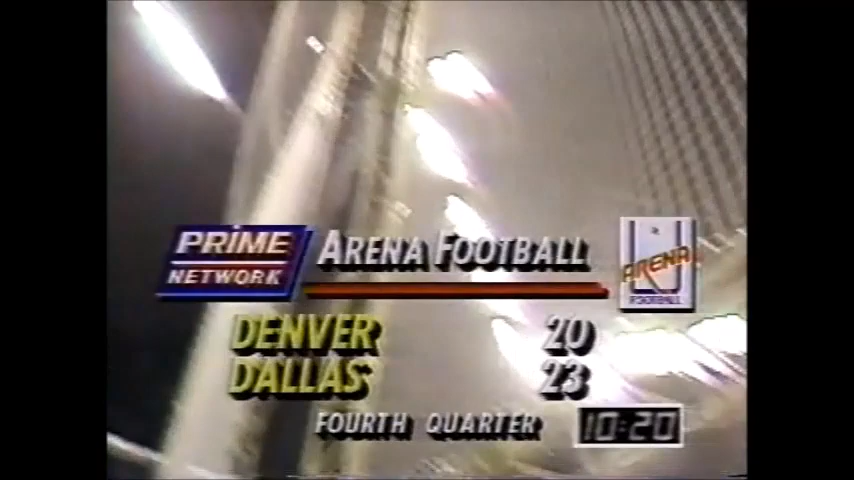 PRIME
NETWORK
ARENA FOOTBALL
ARENA
FOOTBALL
DENVER 20
DALLAS 23
FOURTH QUARTER 10:20